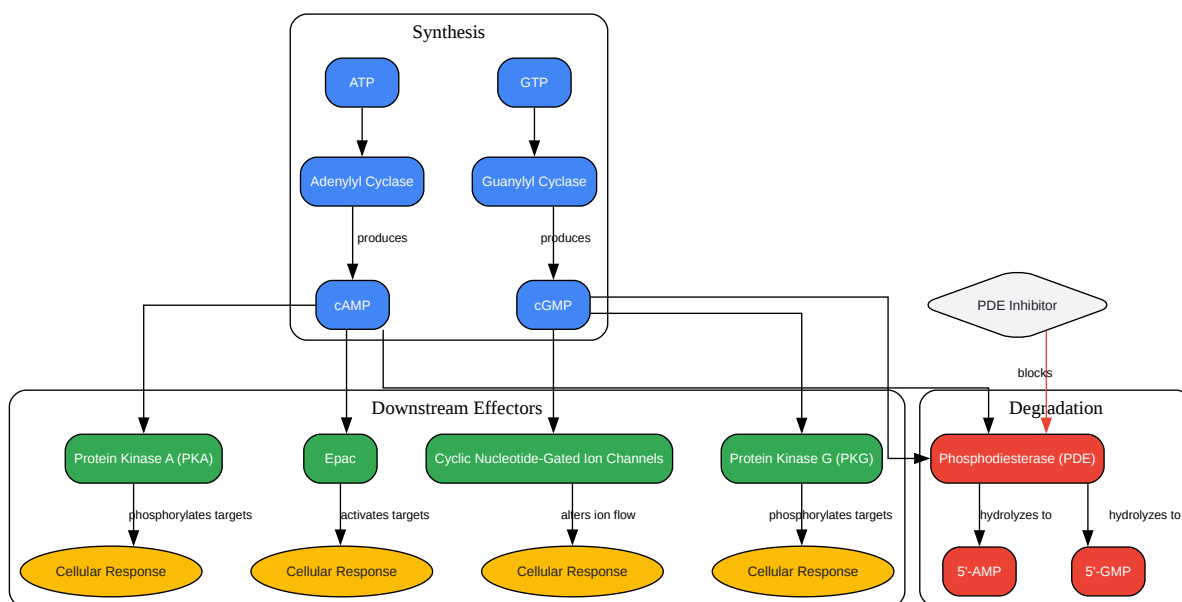 Synthesis
ATP
GTP
Adenylyl Cyclase
Guanylyl Cyclase
produces
produces
cAMP
cGMP
PDE Inhibitor
blocks
Downstream Effectors
Degradation
Protein Kinase A (PKA)
Epac
Cyclic Nucleotide-Gated Ion Channels
Protein Kinase G (PKG)
Phosphodiesterase (PDE)
phosphorylates targets
activates targets
alters ion flow
phosphorylates targets
hydrolyzes to
hydrolyzes to
Cellular Response
Cellular Response
Cellular Response
Cellular Response
5'-AMP
5'-GMP